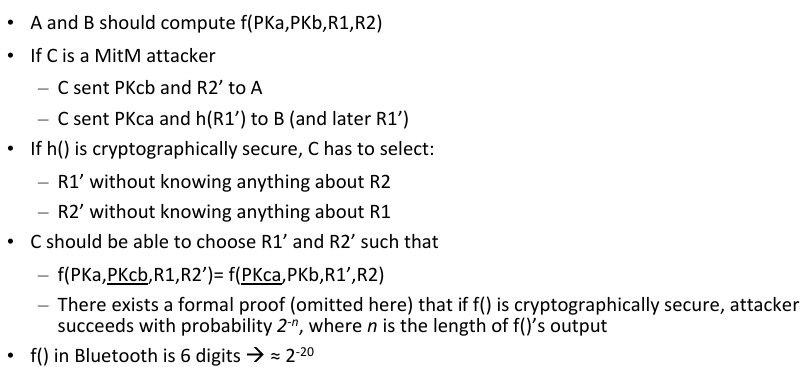 • A and B should compute f(PKa,PKb,R1,R2)
• If C is a MitM attacker
– C sent PKcb and R2’ to A
– C sent PKca and h(R1’) to B (and later R1’)
• If h() is cryptographically secure, C has to select:
– R1’ without knowing anything about R2
– R2’ without knowing anything about R1
• C should be able to choose R1’ and R2’ such that
– f(PKa,PKcb,R1,R2’)= f(PKca,PKb,R1’,R2)
– There exists a formal proof (omitted here) that if f() is cryptographically secure, attacker
succeeds with probability 2⁻ⁿ, where n is the length of f()’s output
• f() in Bluetooth is 6 digits → ≈ 2⁻²⁰